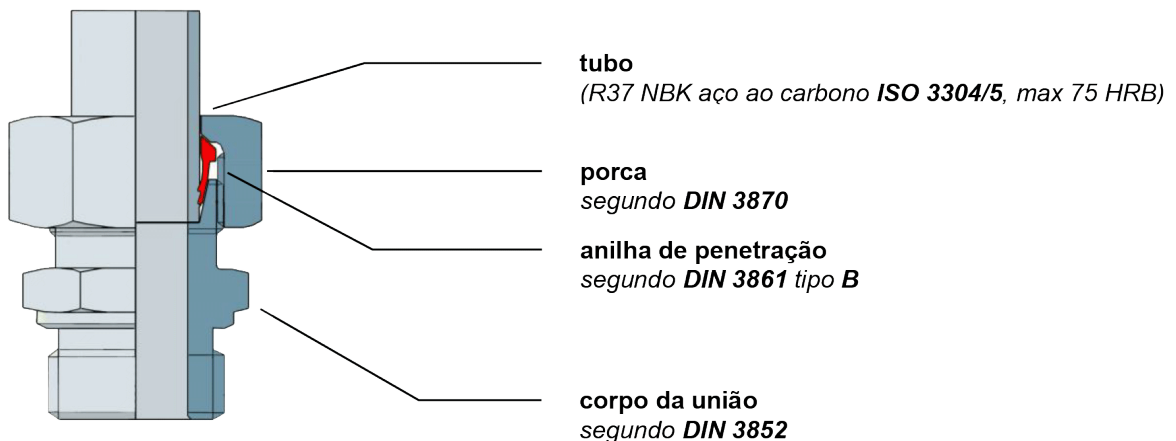 tubo
(R37 NBK aço ao carbono ISO 3304/5, max 75 HRB)
porca
segundo DIN 3870
anilha de penetração
segundo DIN 3861 tipo B
corpo da união
segundo DIN 3852